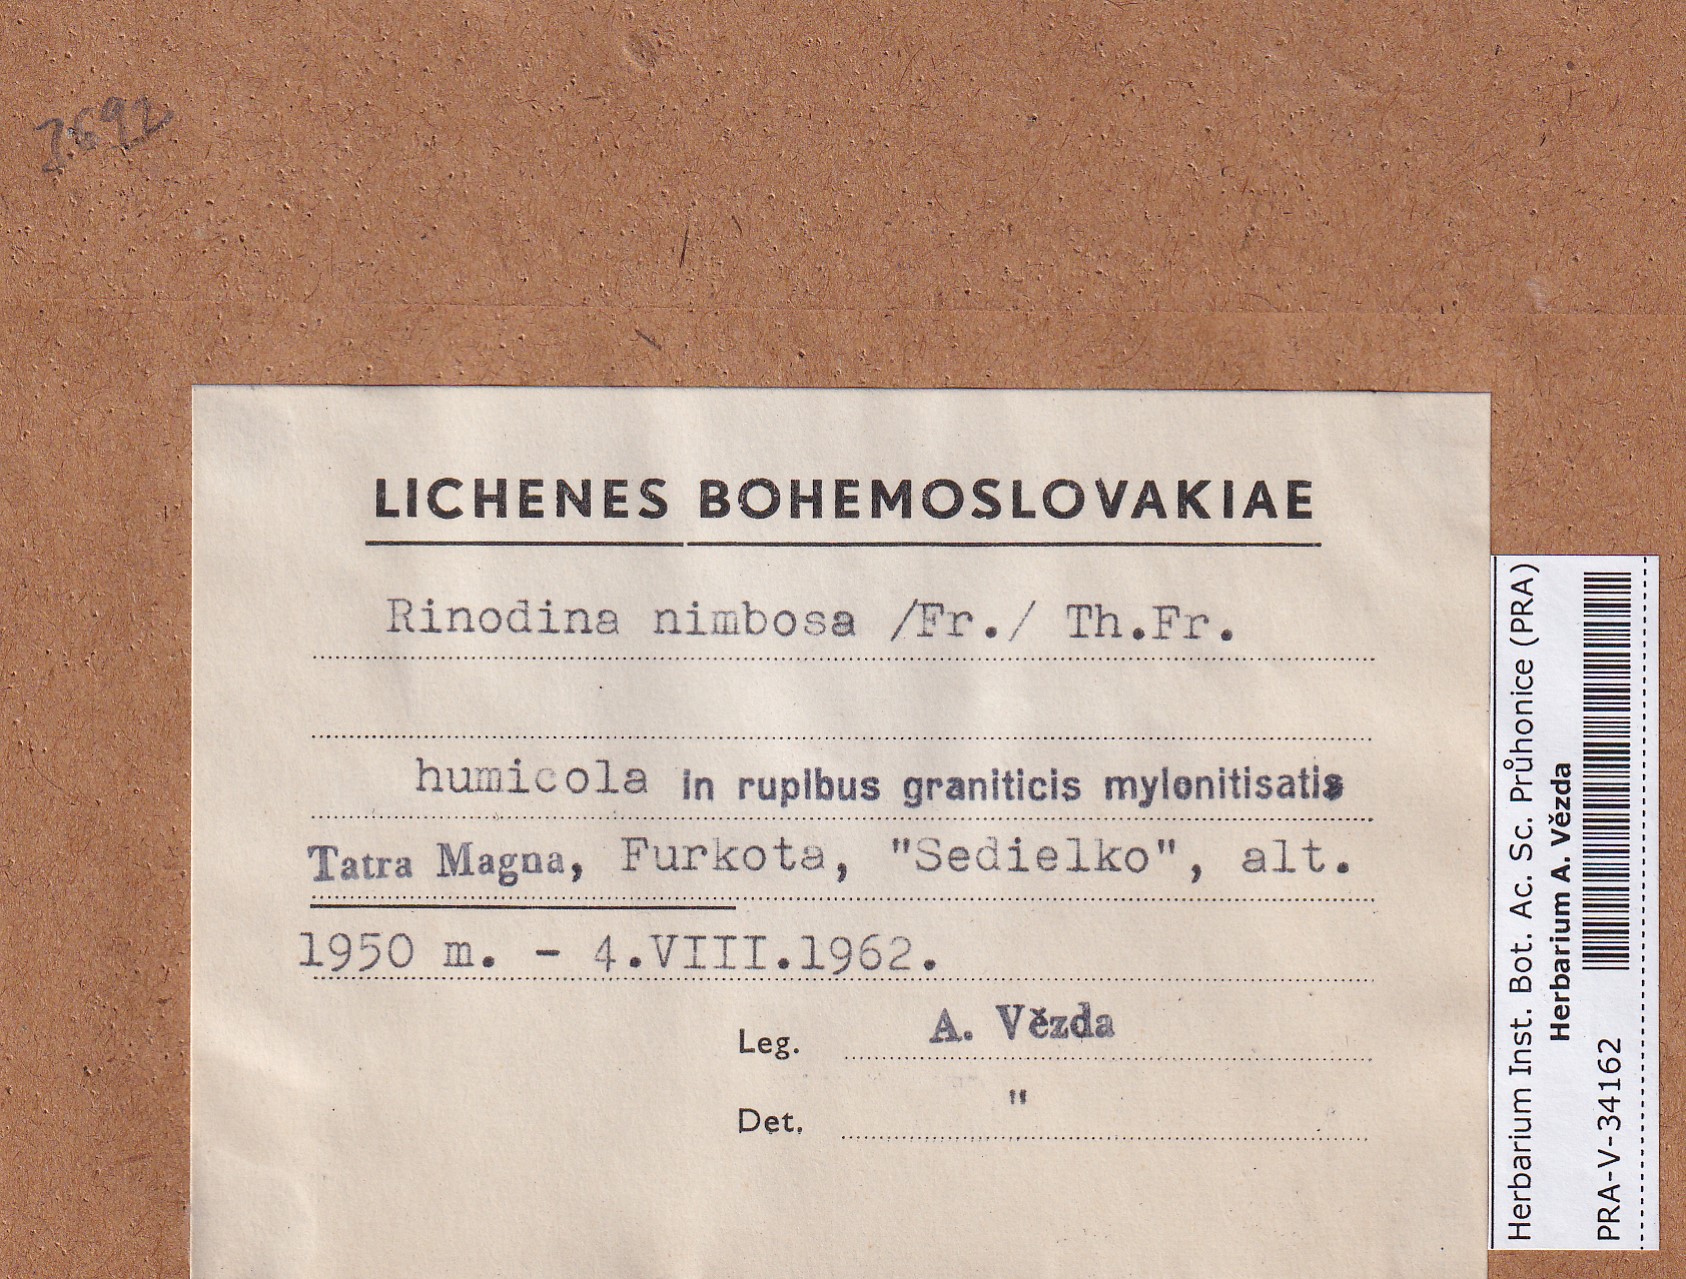 7692
LICHENES BOHEMOSLOVAKIAE
Rinodina nimbosa /Fr./ Th.Fr.
humicola in rupibus graniticis mylonitisatis
Tatra Magna, Furkota, "Sedielko", alt.
1950 m. - 4.VIII.1962.
Leg. A. Vězda
Det. "
Herbarium Inst. Bot. Ac. Sc. Průhonice (PRA)
Herbarium A. Vězda
PRA-V-34162